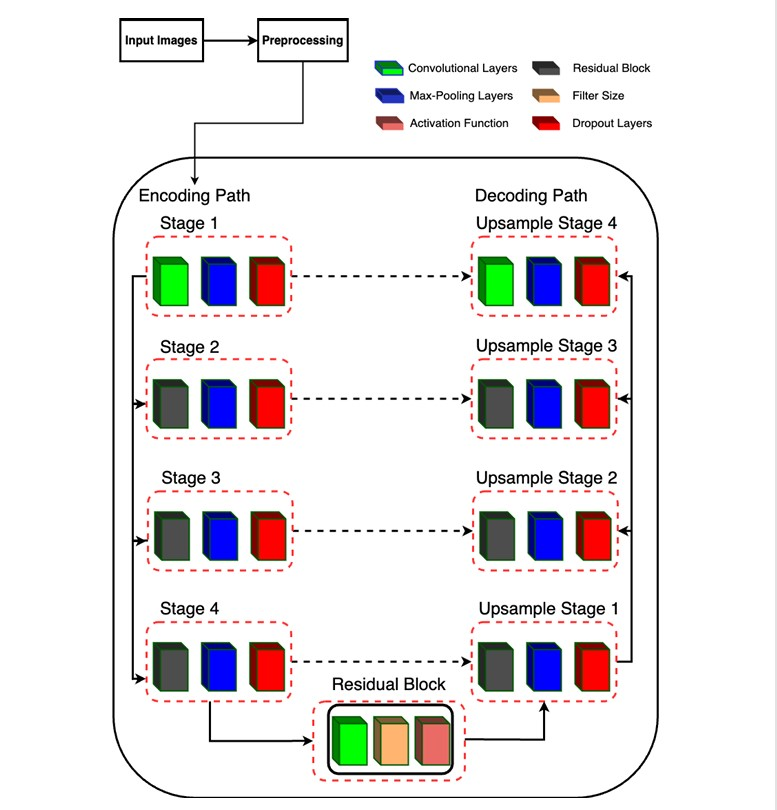 Input Images
Preprocessing
Convolutional Layers
Residual Block
Max-Pooling Layers
Filter Size
Activation Function
Dropout Layers
Encoding Path
Decoding Path
Stage 1
Upsample Stage 4
Stage 2
Upsample Stage 3
Stage 3
Upsample Stage 2
Stage 4
Upsample Stage 1
Residual Block